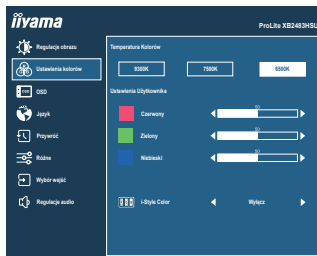 iiyama
ProLite XB2483HSU
Regulacje obrazu
Ustawienia kolorów
OSD
OSD
Język
Przywróć
Różne
Wybór wejść
Regulacje audio
Temperatura Kolorów
9300K 7500K 6500K
Ustawienia Użytkownika
Czerwony 50
Zielony 50
Niebieski 50
i-Style Color Wyłącz